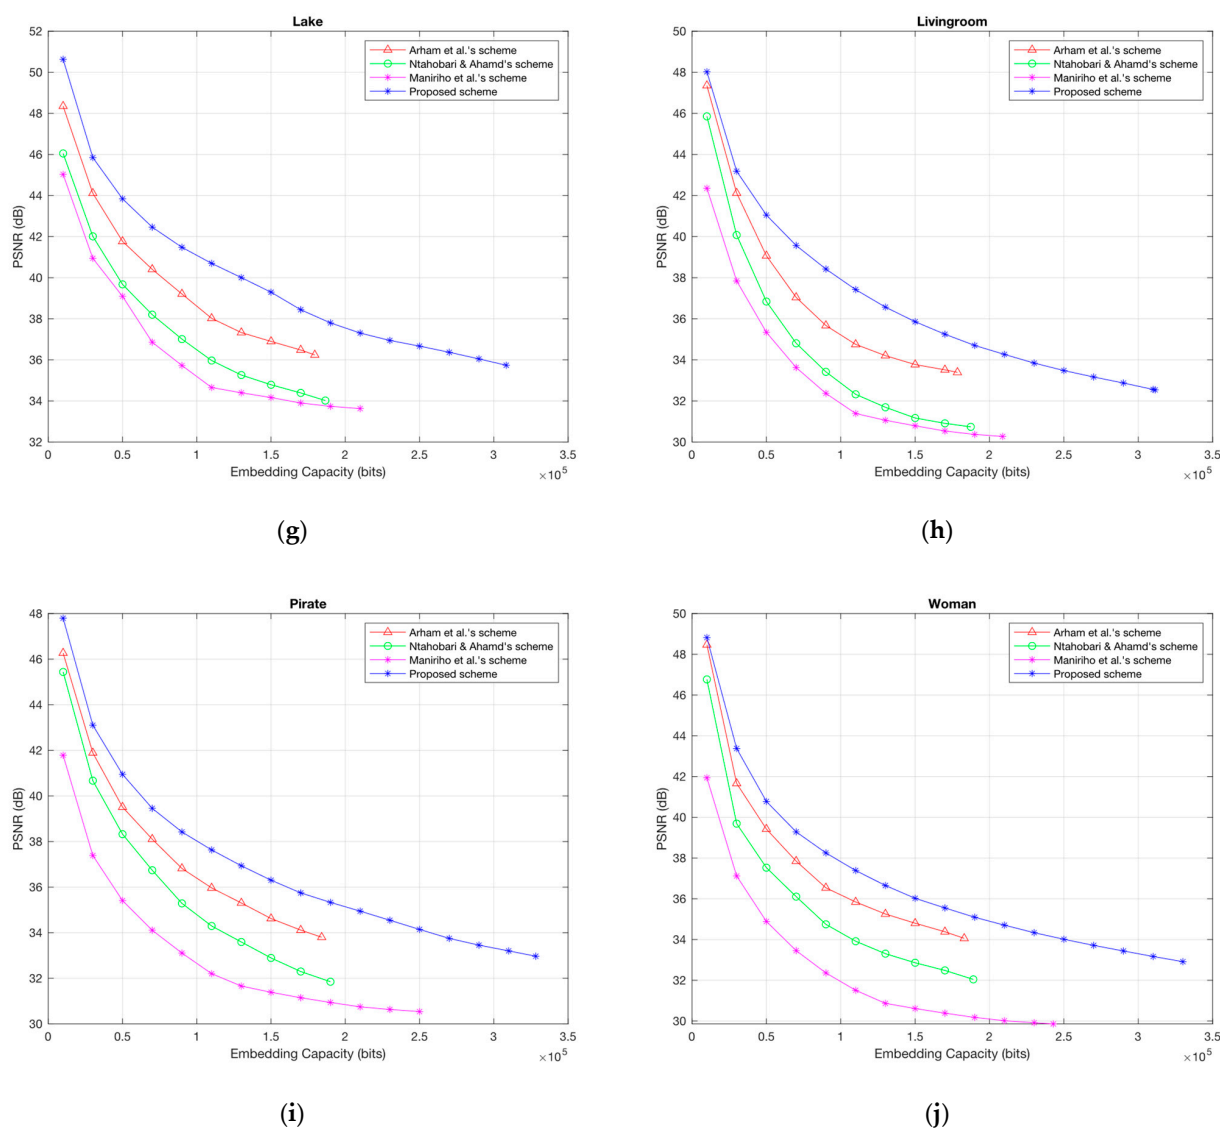 Lake
52
50
48
46
44
42
40
38
36
34
32
PSNR (dB)
Arham et al.'s scheme
Ntahobari & Ahamd's scheme
Maniriho et al.'s scheme
Proposed scheme
0 0.5 1 1.5 2 2.5 3 3.5
Embedding Capacity (bits)
×10^5
(g)
Livingroom
50
48
46
44
42
40
38
36
34
32
30
PSNR (dB)
Arham et al.'s scheme
Ntahobari & Ahamd's scheme
Maniriho et al.'s scheme
Proposed scheme
0 0.5 1 1.5 2 2.5 3 3.5
Embedding Capacity (bits)
×10^5
(h)
Pirate
48
46
44
42
40
38
36
34
32
30
PSNR (dB)
Arham et al.'s scheme
Ntahobari & Ahamd's scheme
Maniriho et al.'s scheme
Proposed scheme
0 0.5 1 1.5 2 2.5 3 3.5
Embedding Capacity (bits)
×10^5
(i)
Woman
50
48
46
44
42
40
38
36
34
32
30
PSNR (dB)
Arham et al.'s scheme
Ntahobari & Ahamd's scheme
Maniriho et al.'s scheme
Proposed scheme
0 0.5 1 1.5 2 2.5 3 3.5
Embedding Capacity (bits)
×10^5
(j)